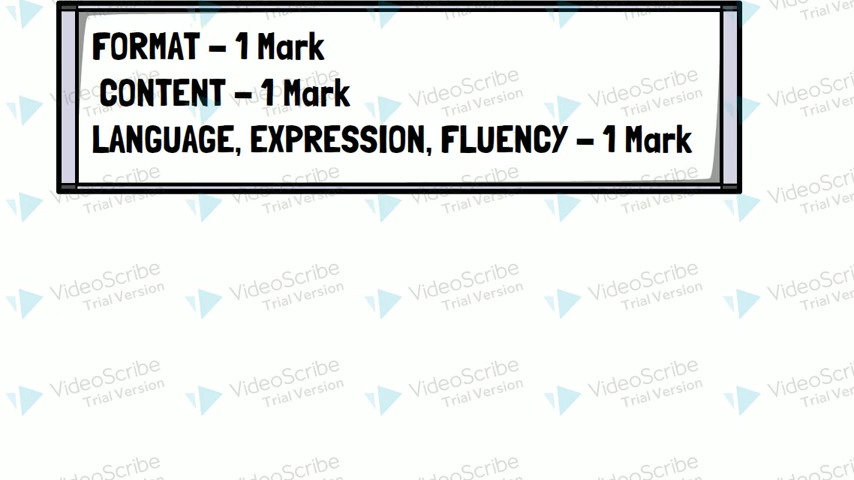 FORMAT – 1 Mark
CONTENT – 1 Mark
LANGUAGE, EXPRESSION, FLUENCY – 1 Mark
VideoScribe
Trial Version